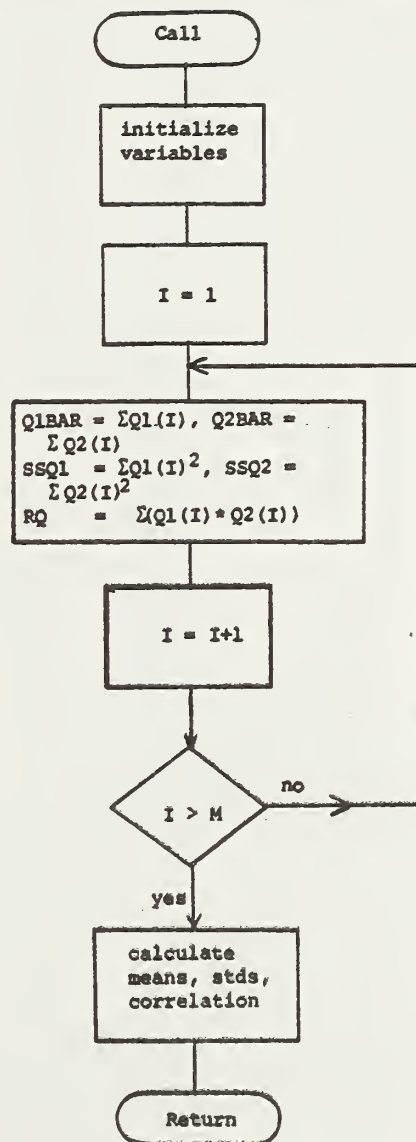 Call
initialize
variables
I = 1
Q1BAR = ΣQ1(I), Q2BAR =
ΣQ2(I)
SSQ1 = ΣQ1(I)², SSQ2 =
ΣQ2(I)²
RQ = Σ(Q1(I)*Q2(I))
I = I+1
I > M
no
yes
calculate
means, stds,
correlation
Return